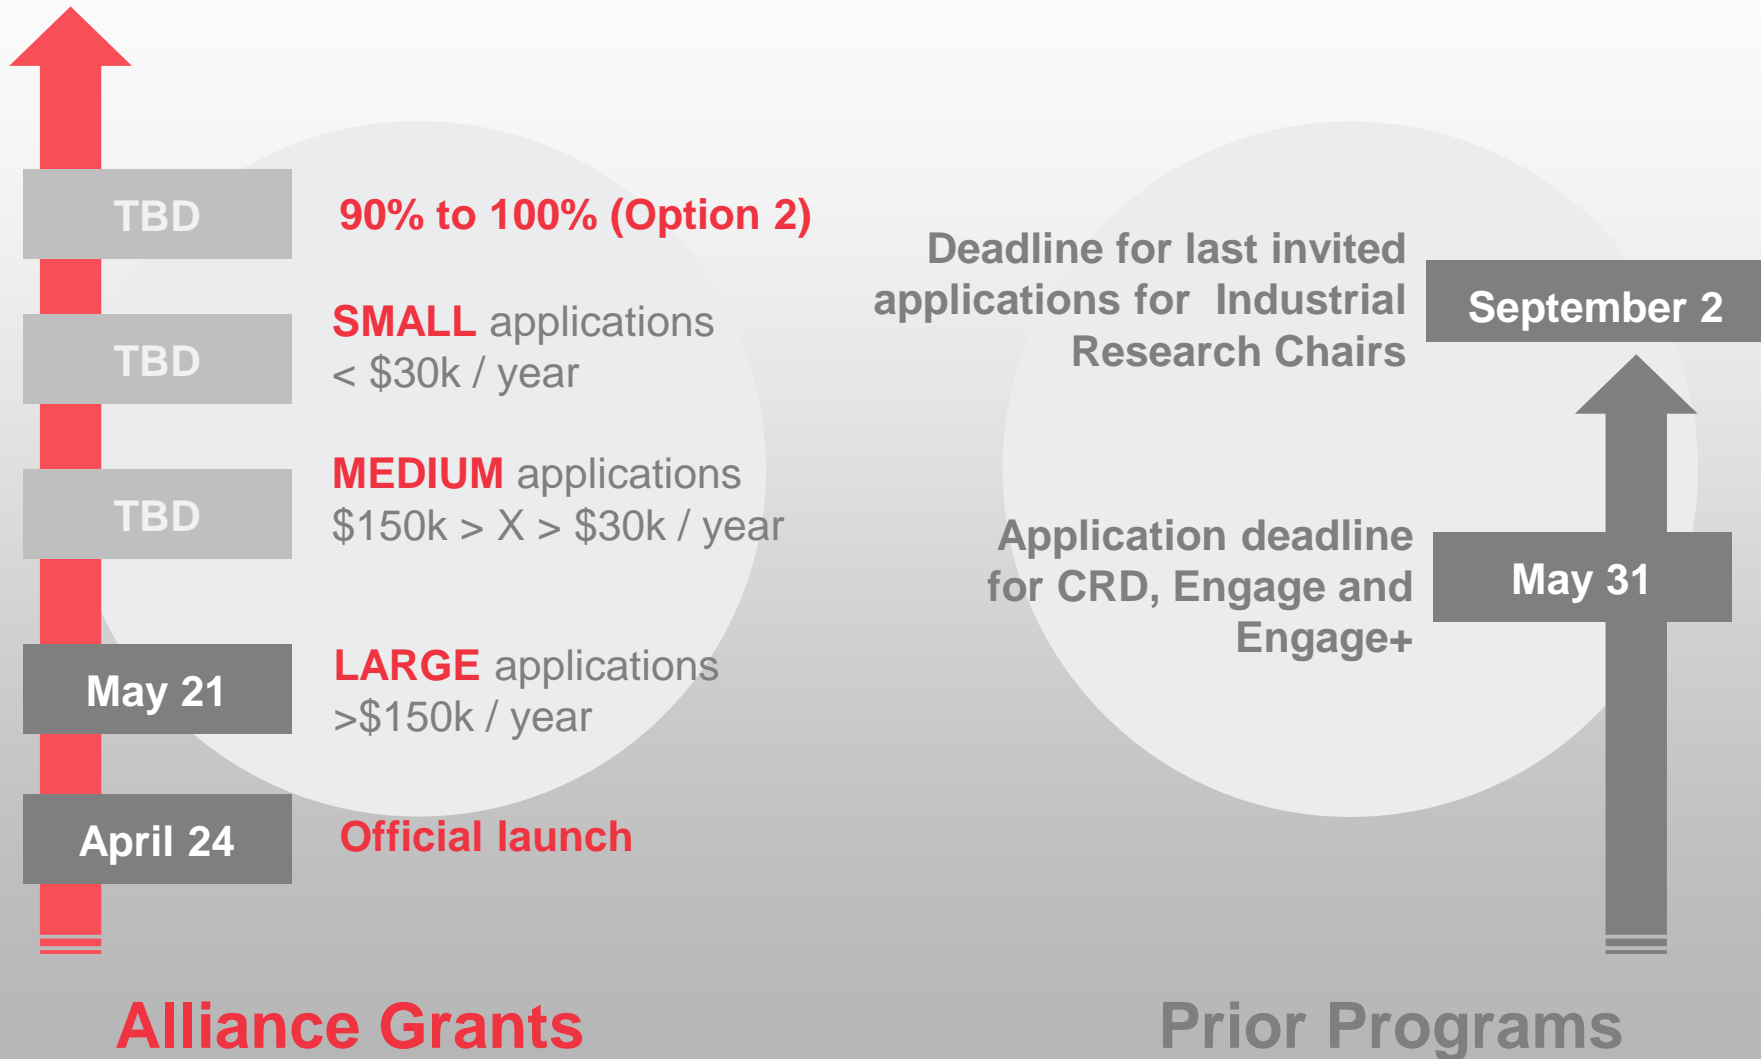 TBD
90% to 100% (Option 2)
TBD
SMALL applications
< $30k / year
TBD
MEDIUM applications
$150k > X > $30k / year
May 21
LARGE applications
>$150k / year
April 24
Official launch
Alliance Grants
Deadline for last invited
applications for  Industrial
Research Chairs
September 2
Application deadline
for CRD, Engage and
Engage+
May 31
Prior Programs